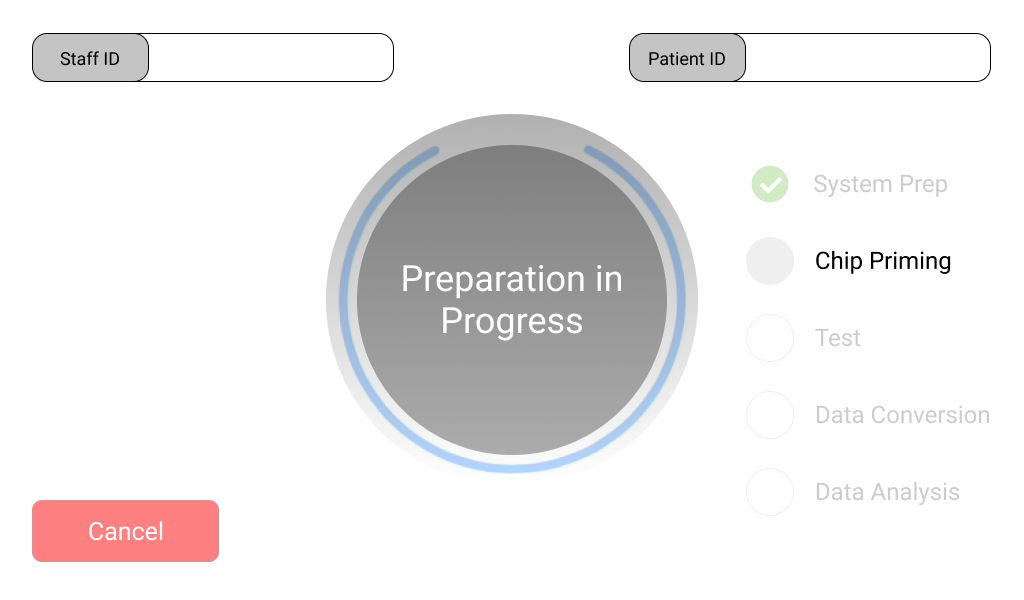 Staff ID
Patient ID
Preparation in
Progress
System Prep
Chip Priming
Test
Data Conversion
Data Analysis
Cancel